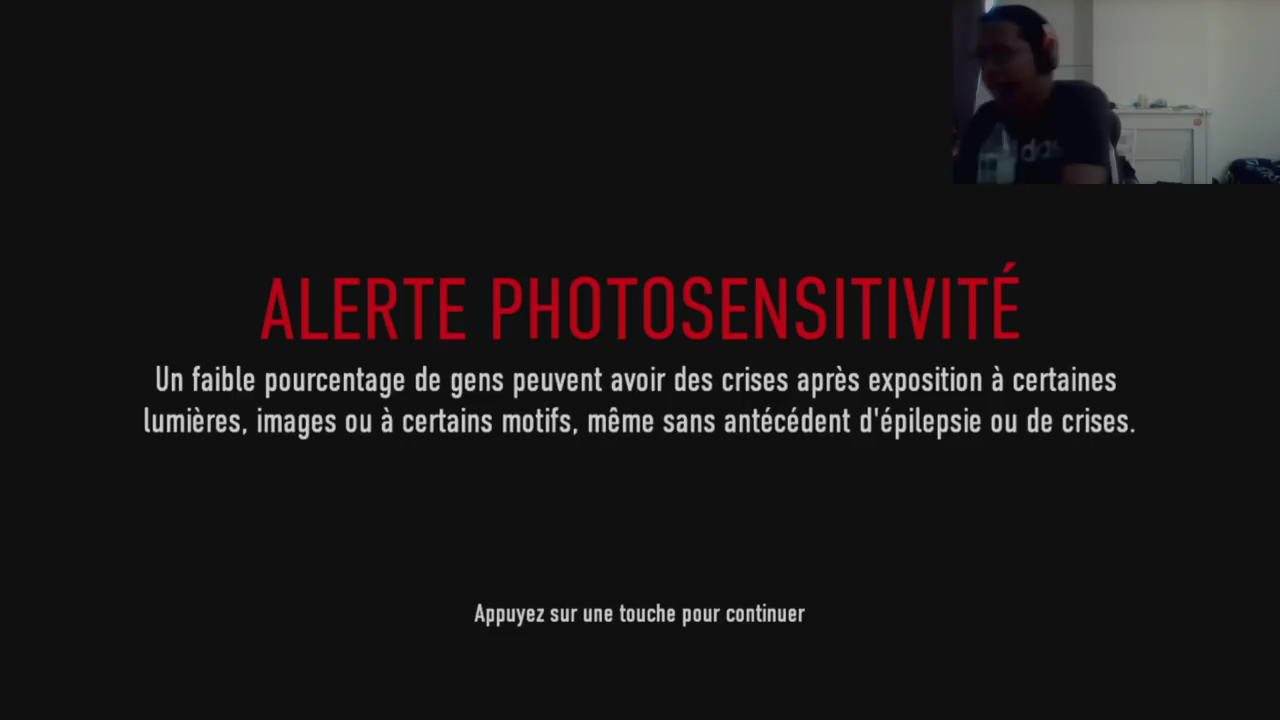 ALERTE PHOTOSENSITIVITÉ
Un faible pourcentage de gens peuvent avoir des crises après exposition à certaines
lumières, images ou à certains motifs, même sans antécédent d'épilepsie ou de crises.
Appuyez sur une touche pour continuer